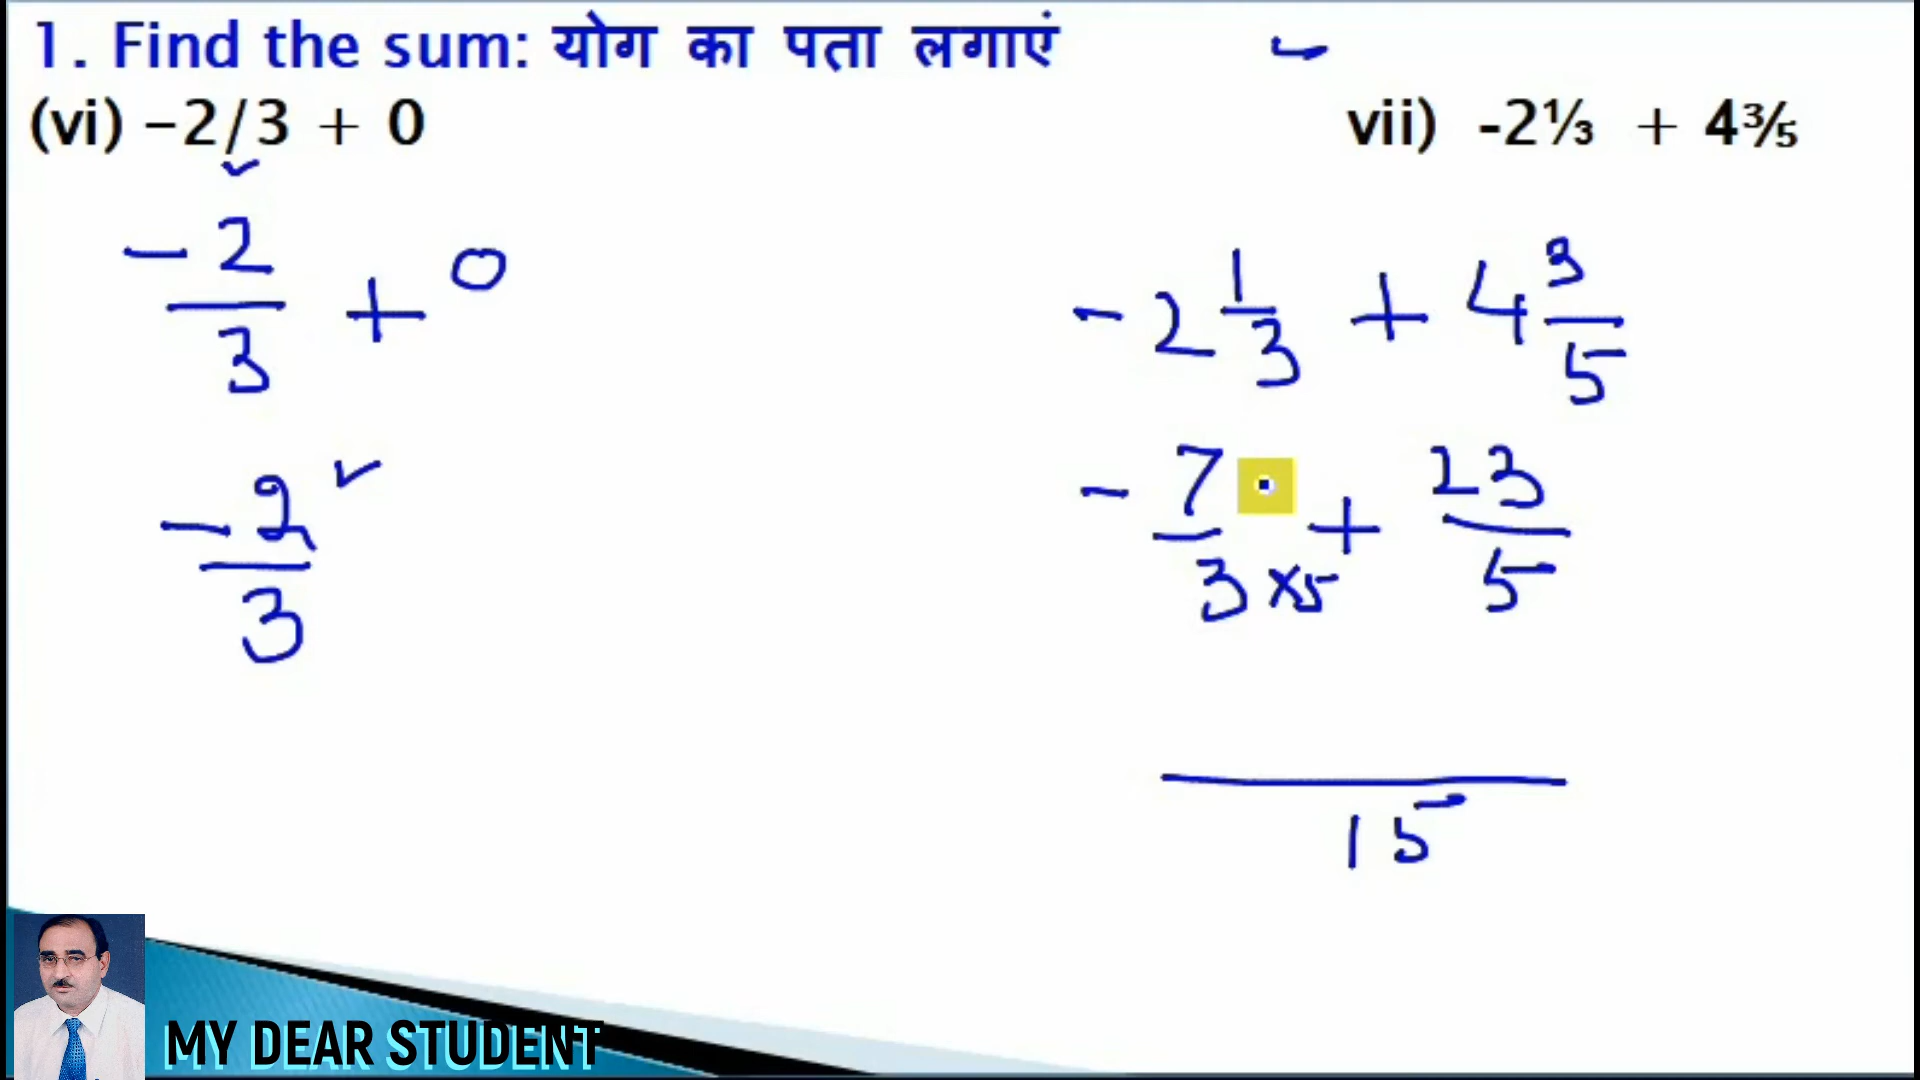 1. Find the sum: योग का पता लगाएं
(vi) -2/3 + 0
vii) -2⅓ + 4⅗
-2/3 + 0
-2 1/3 + 4 3/5
-2/3
-7/3 ×5 + 23/5
15
MY DEAR STUDENT